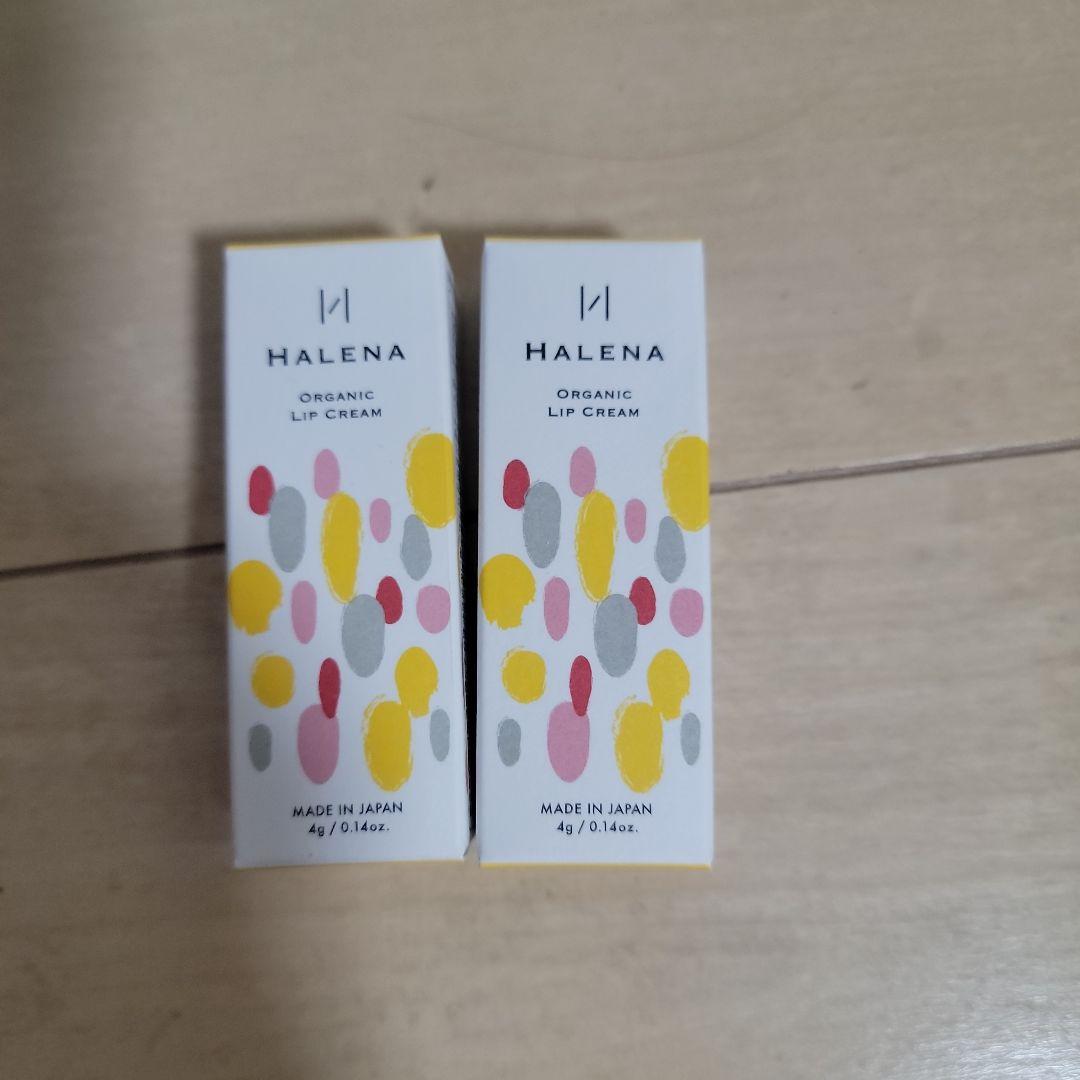 HALENA
ORGANIC
LIP CREAM
MADE IN JAPAN
4g / 0.14oz.
HALENA
ORGANIC
LIP CREAM
MADE IN JAPAN
4g / 0.14oz.